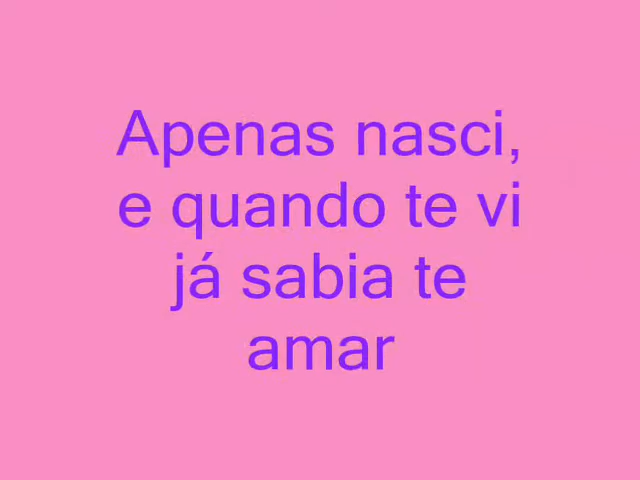 Apenas nasci,
e quando te vi
já sabia te
amar